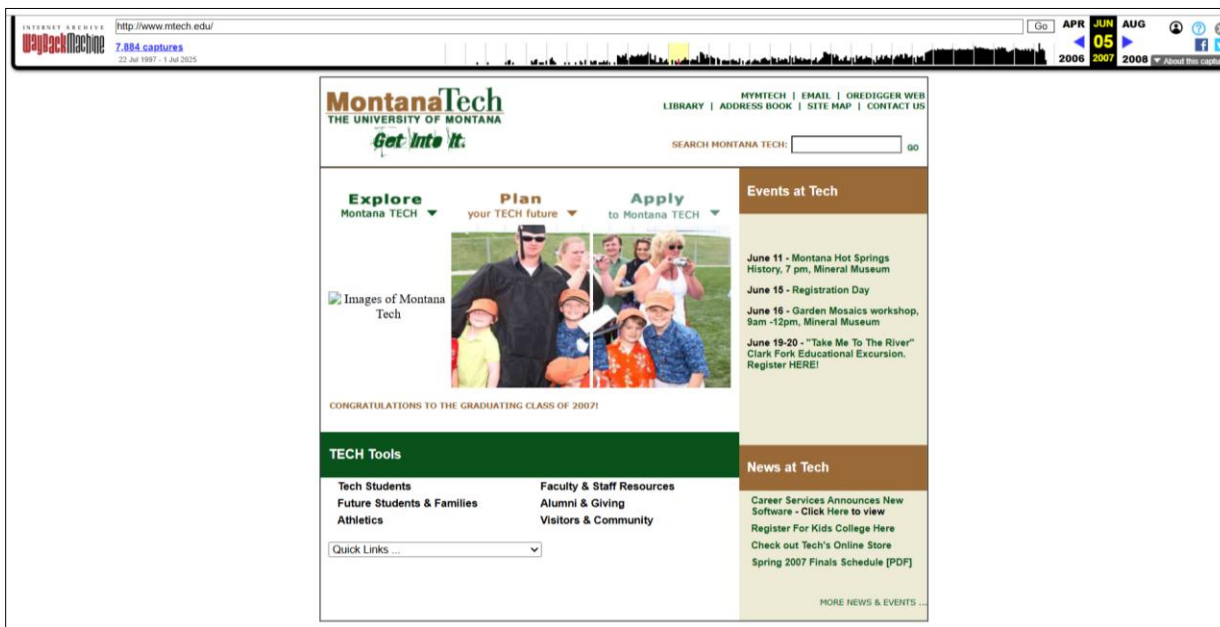 INTERNET ARCHIVE
WayBackMachine
http://www.mtech.edu/
Go
7,884 captures
22 Jul 1997 - 1 Jul 2025
APR JUN AUG
05
2006 2007 2008
About this captu
MontanaTech
THE UNIVERSITY OF MONTANA
Get Into It.
MYMTECH | EMAIL | OREDIGGER WEB
LIBRARY | ADDRESS BOOK | SITE MAP | CONTACT US
SEARCH MONTANA TECH: GO
Explore
Montana TECH
Plan
your TECH future
Apply
to Montana TECH
Images of Montana
Tech
CONGRATULATIONS TO THE GRADUATING CLASS OF 2007!
TECH Tools
Tech Students
Future Students & Families
Athletics
Faculty & Staff Resources
Alumni & Giving
Visitors & Community
Quick Links ...
Events at Tech
June 11 - Montana Hot Springs
History, 7 pm, Mineral Museum
June 15 - Registration Day
June 16 - Garden Mosaics workshop,
9am -12pm, Mineral Museum
June 19-20 - "Take Me To The River"
Clark Fork Educational Excursion.
Register HERE!
News at Tech
Career Services Announces New
Software - Click Here to view
Register For Kids College Here
Check out Tech's Online Store
Spring 2007 Finals Schedule [PDF]
MORE NEWS & EVENTS ...